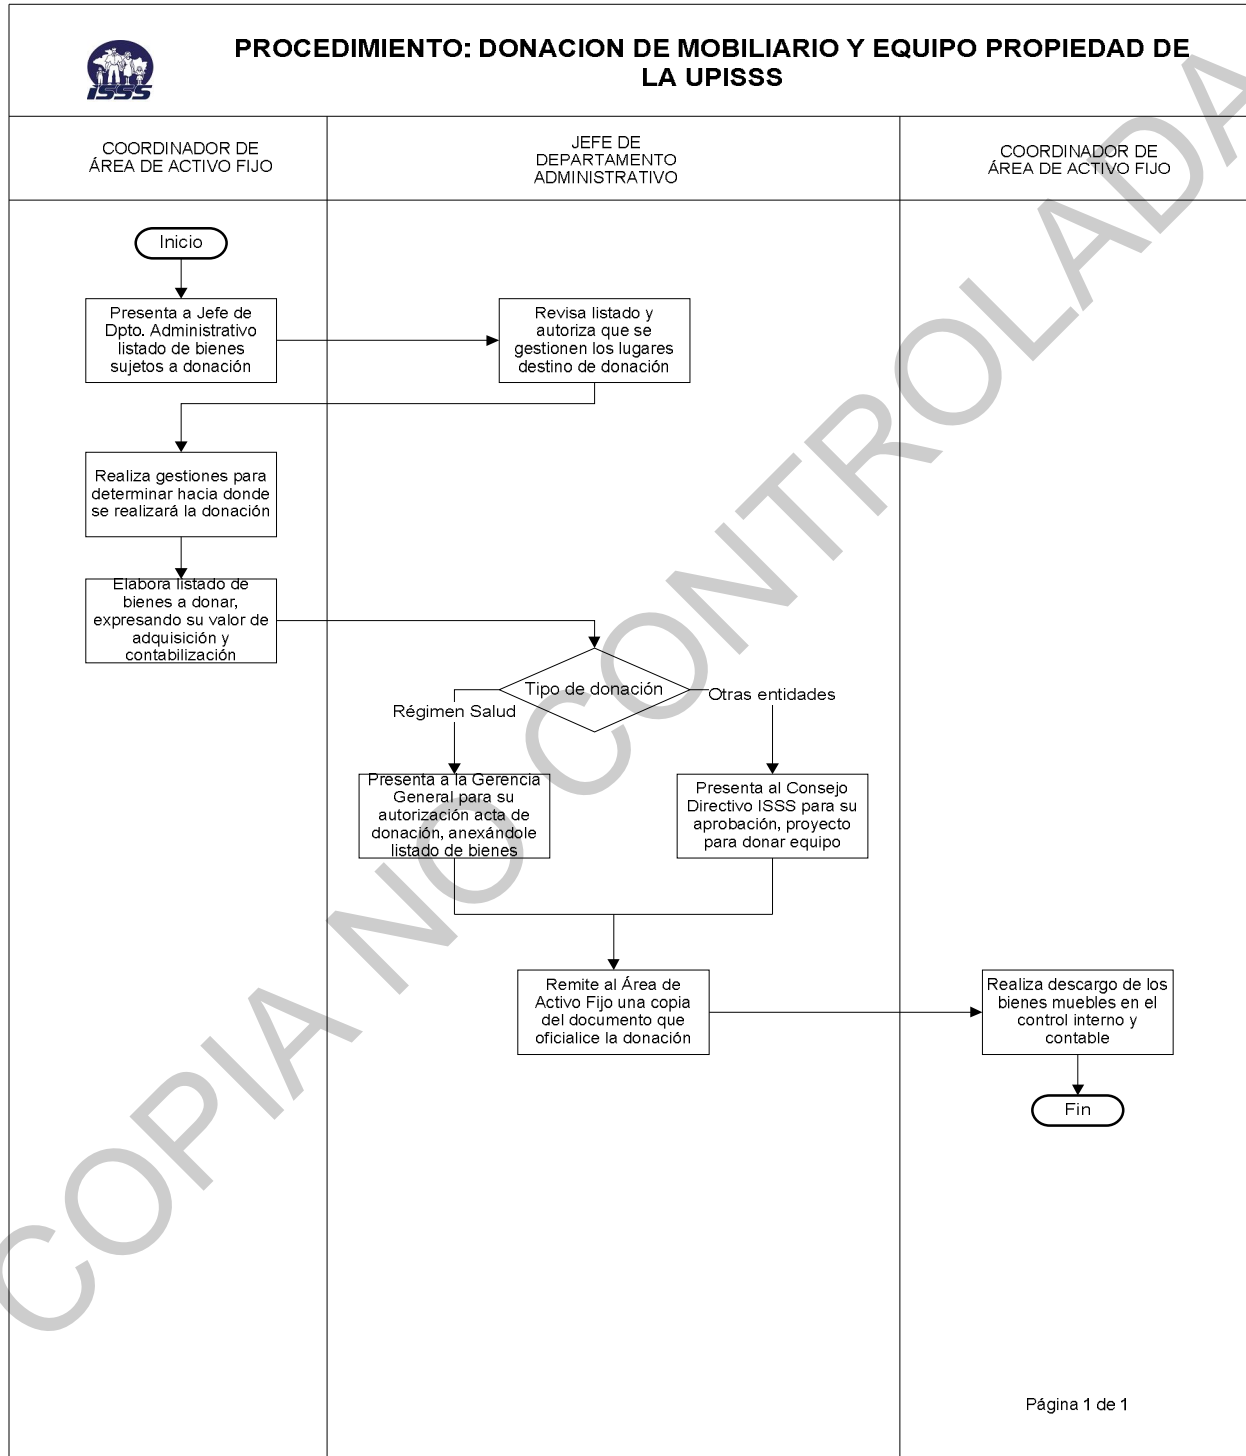 ISSS
PROCEDIMIENTO: DONACION DE MOBILIARIO Y EQUIPO PROPIEDAD DE
LA UPISSS
COORDINADOR DE
ÁREA DE ACTIVO FIJO
JEFE DE
DEPARTAMENTO
ADMINISTRATIVO
COORDINADOR DE
ÁREA DE ACTIVO FIJO
Inicio
Presenta a Jefe de
Dpto. Administrativo
listado de bienes
sujetos a donación
Revisa listado y
autoriza que se
gestionen los lugares
destino de donación
Realiza gestiones para
determinar hacia donde
se realizará la donación
Elabora listado de
bienes a donar,
expresando su valor de
adquisición y
contabilización
Tipo de donación
Régimen Salud
Otras entidades
Presenta a la Gerencia
General para su
autorización acta de
donación, anexándole
listado de bienes
Presenta al Consejo
Directivo ISSS para su
aprobación, proyecto
para donar equipo
Remite al Área de
Activo Fijo una copia
del documento que
oficialice la donación
Realiza descargo de los
bienes muebles en el
control interno y
contable
Fin
Página 1 de 1
COPIA NO CONTROLADA